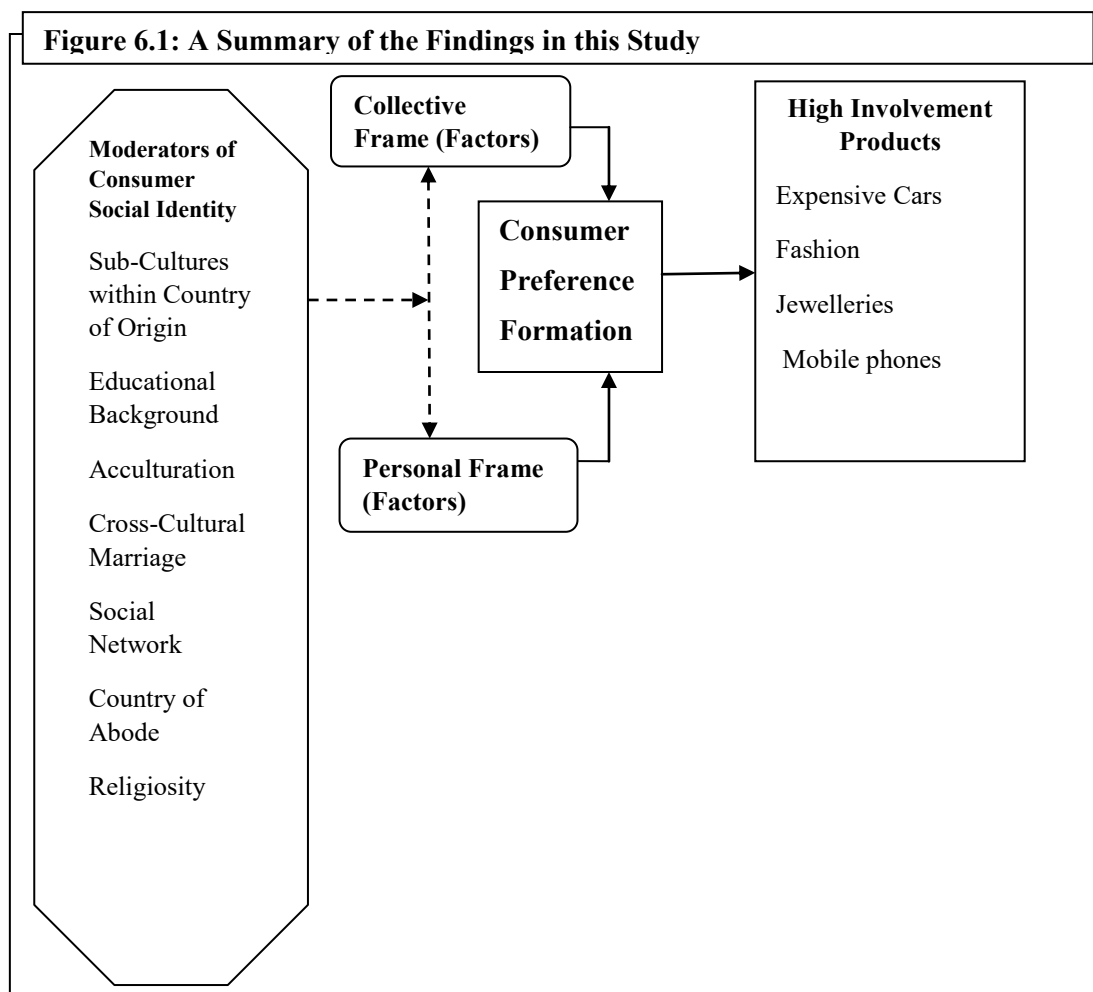 Figure 6.1: A Summary of the Findings in this Study
Moderators of
Consumer
Social Identity
Sub-Cultures
within Country
of Origin
Educational
Background
Acculturation
Cross-Cultural
Marriage
Social
Network
Country of
Abode
Religiosity
Collective
Frame (Factors)
Personal Frame
(Factors)
Consumer
Preference
Formation
High Involvement
Products
Expensive Cars
Fashion
Jewelleries
Mobile phones